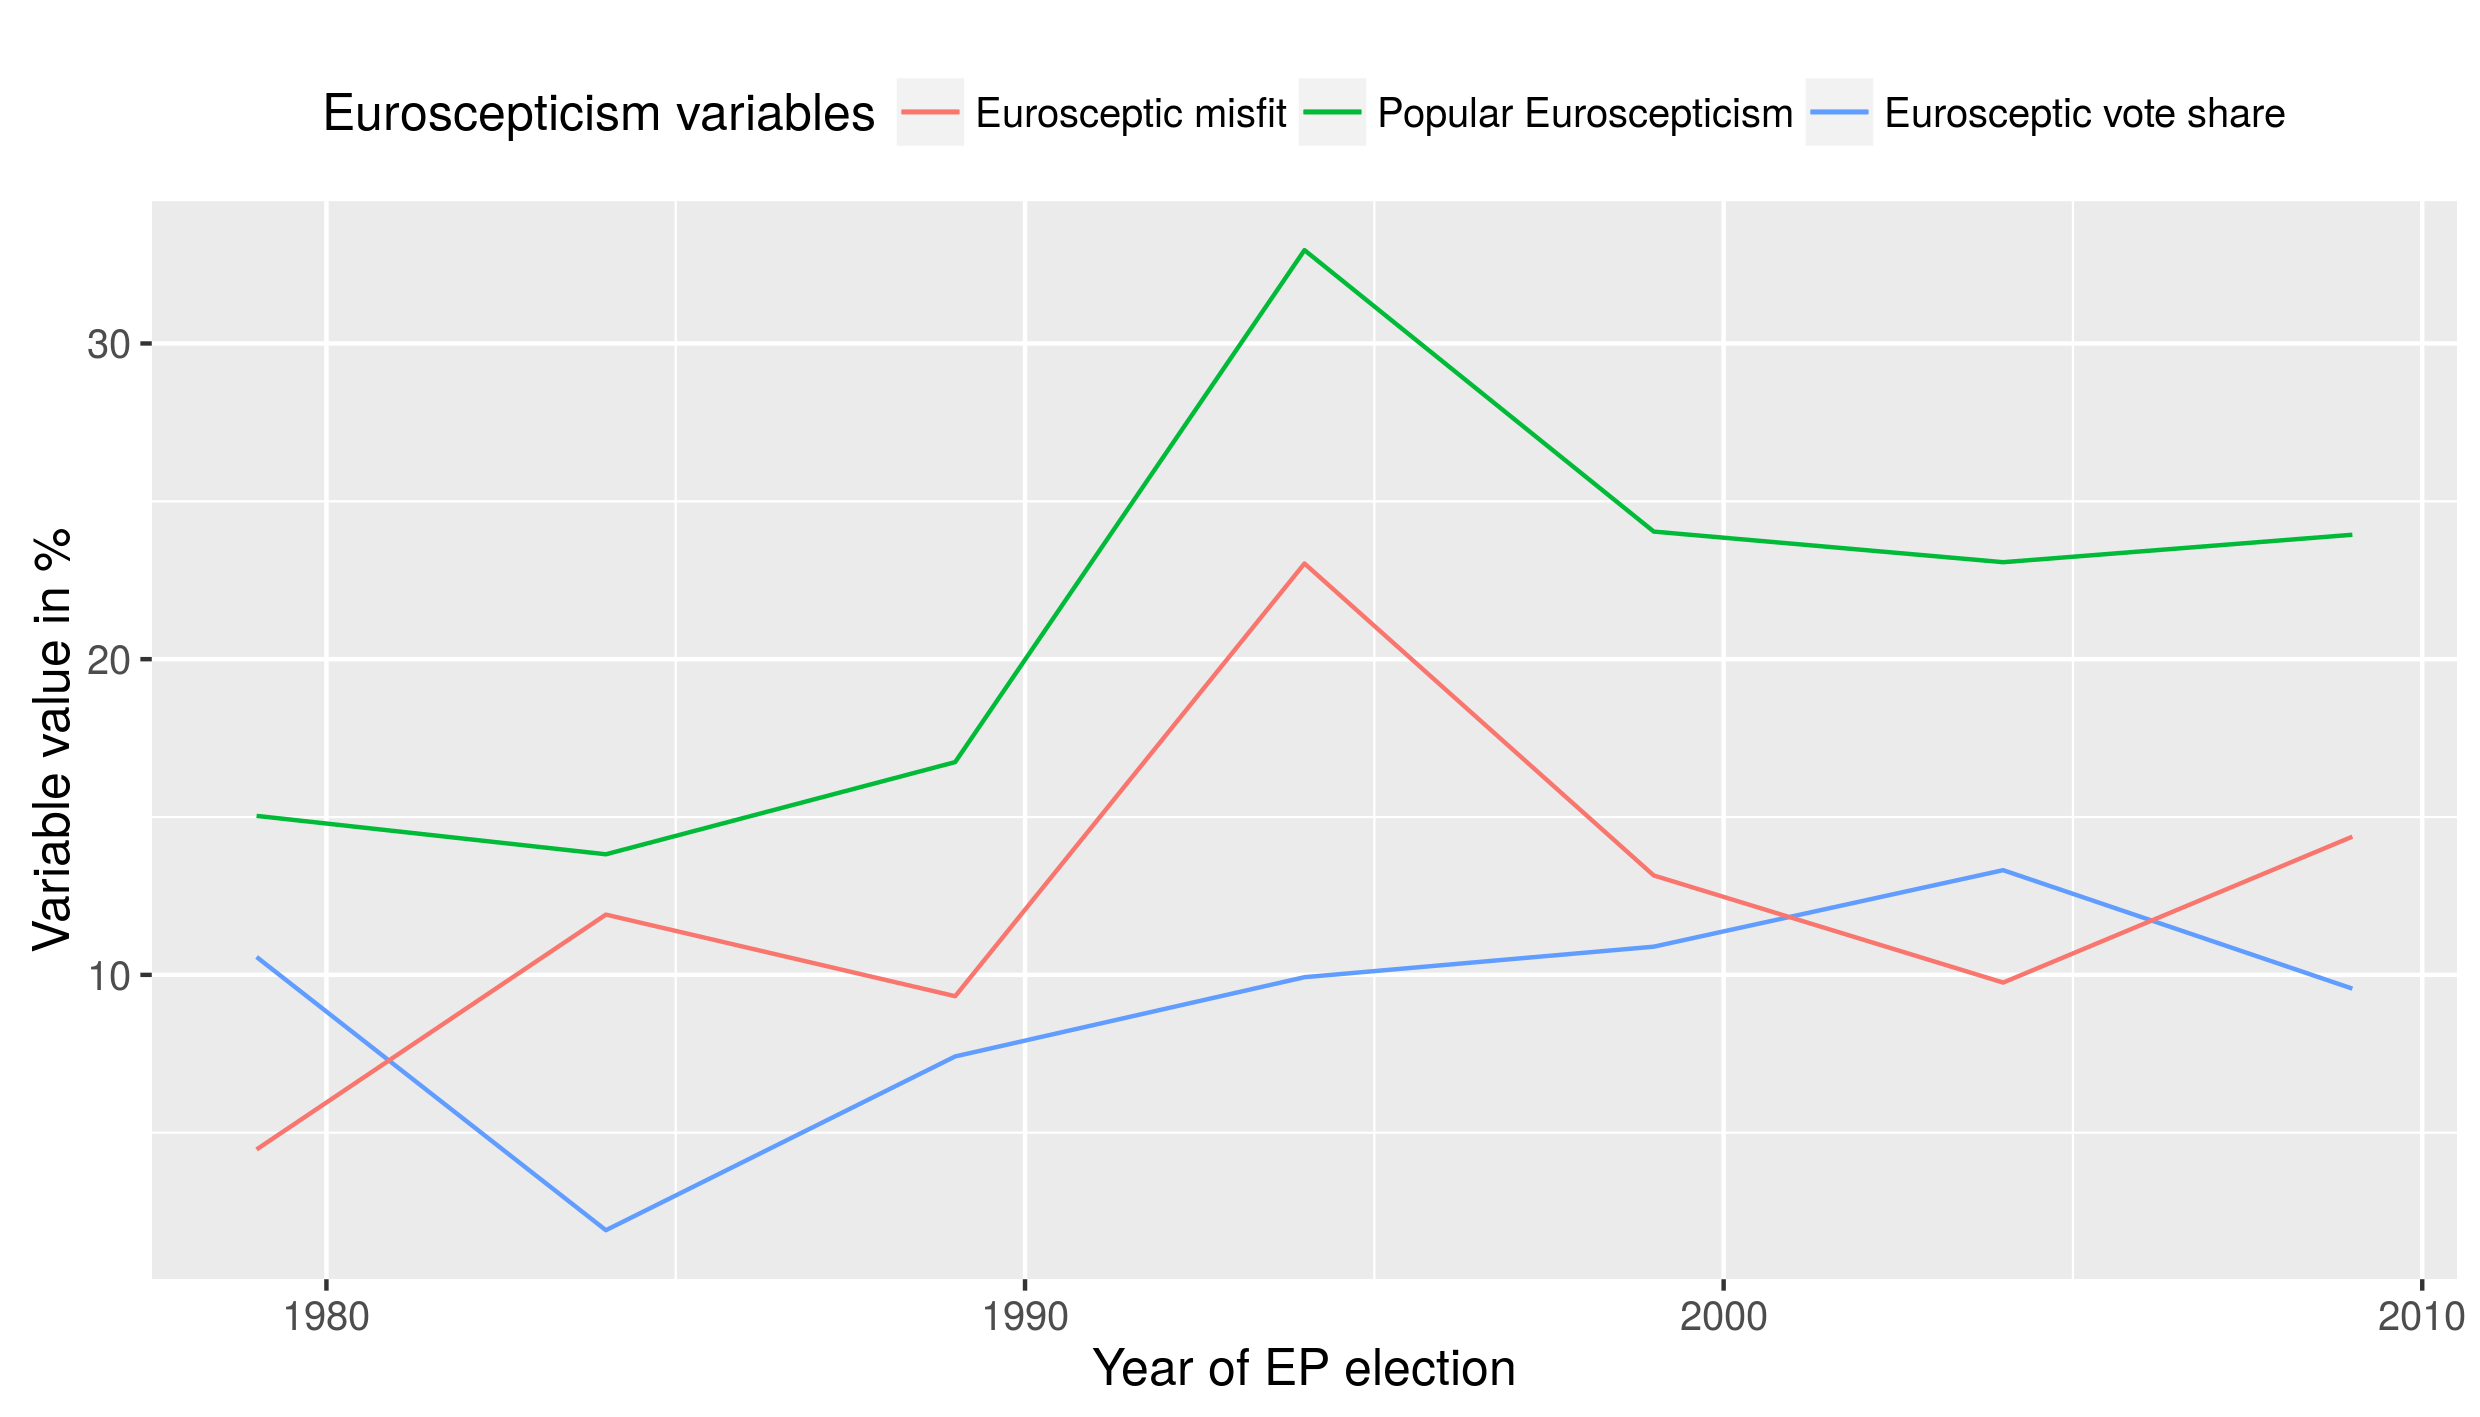 Euroscepticism variables Eurosceptic misfit Popular Euroscepticism Eurosceptic vote share
30
20
10
Variable value in %
1980 1990 2000 2010
Year of EP election